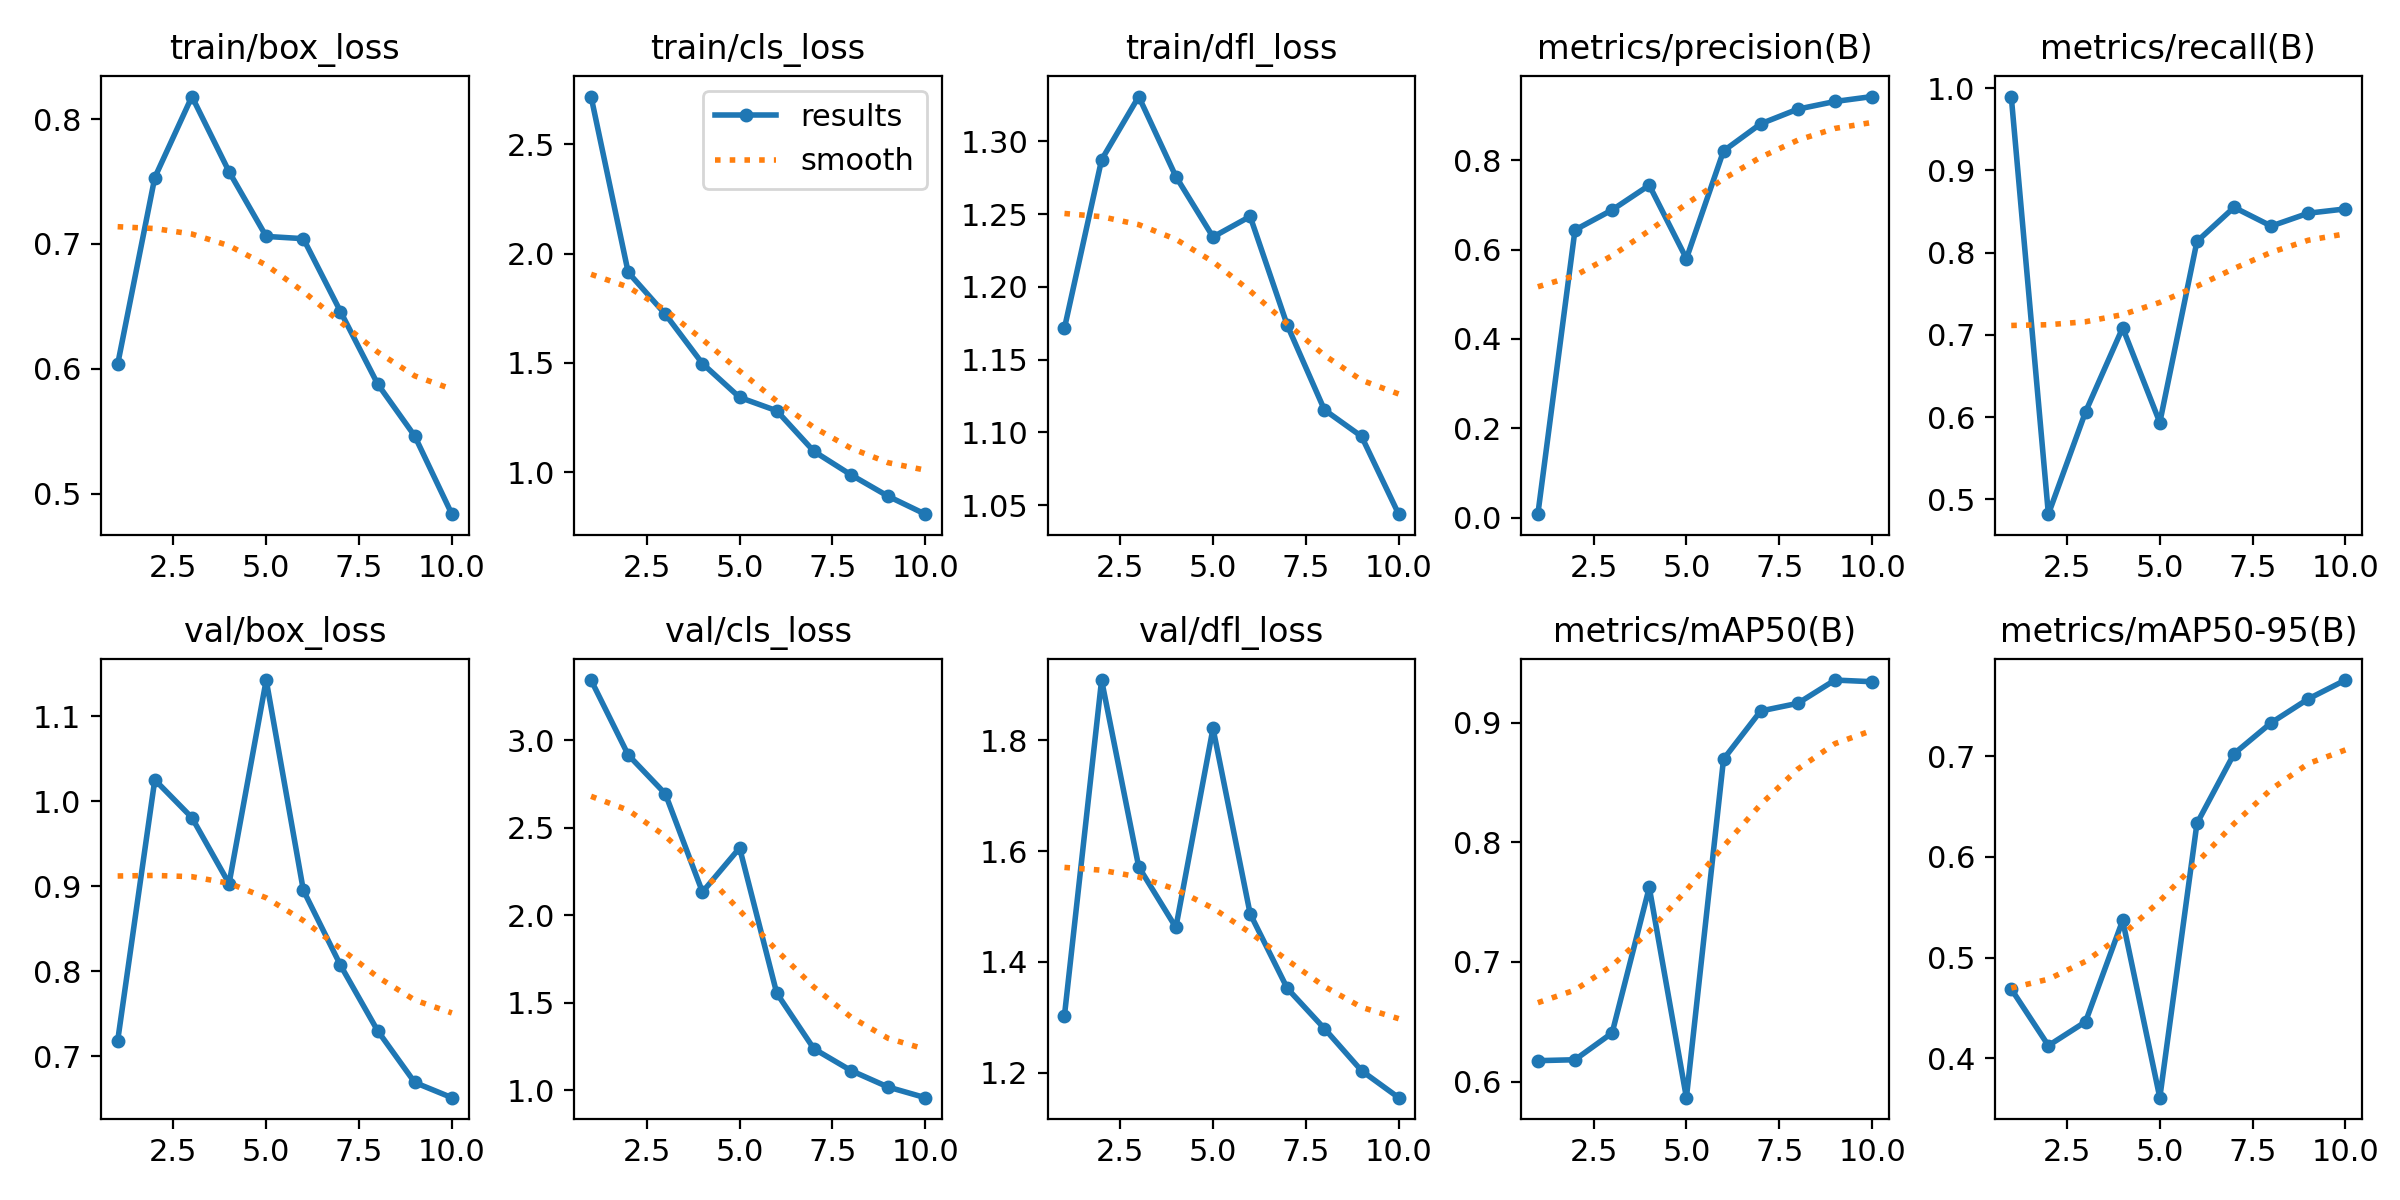 train/box_loss
0.8
0.7
0.6
0.5
2.5 5.0 7.5 10.0
train/cls_loss
results
smooth
2.5
2.0
1.5
1.0
2.5 5.0 7.5 10.0
train/dfl_loss
1.30
1.25
1.20
1.15
1.10
1.05
2.5 5.0 7.5 10.0
metrics/precision(B)
0.8
0.6
0.4
0.2
0.0
2.5 5.0 7.5 10.0
metrics/recall(B)
1.0
0.9
0.8
0.7
0.6
0.5
2.5 5.0 7.5 10.0
val/box_loss
1.1
1.0
0.9
0.8
0.7
2.5 5.0 7.5 10.0
val/cls_loss
3.0
2.5
2.0
1.5
1.0
2.5 5.0 7.5 10.0
val/dfl_loss
1.8
1.6
1.4
1.2
2.5 5.0 7.5 10.0
metrics/mAP50(B)
0.9
0.8
0.7
0.6
2.5 5.0 7.5 10.0
metrics/mAP50-95(B)
0.7
0.6
0.5
0.4
2.5 5.0 7.5 10.0